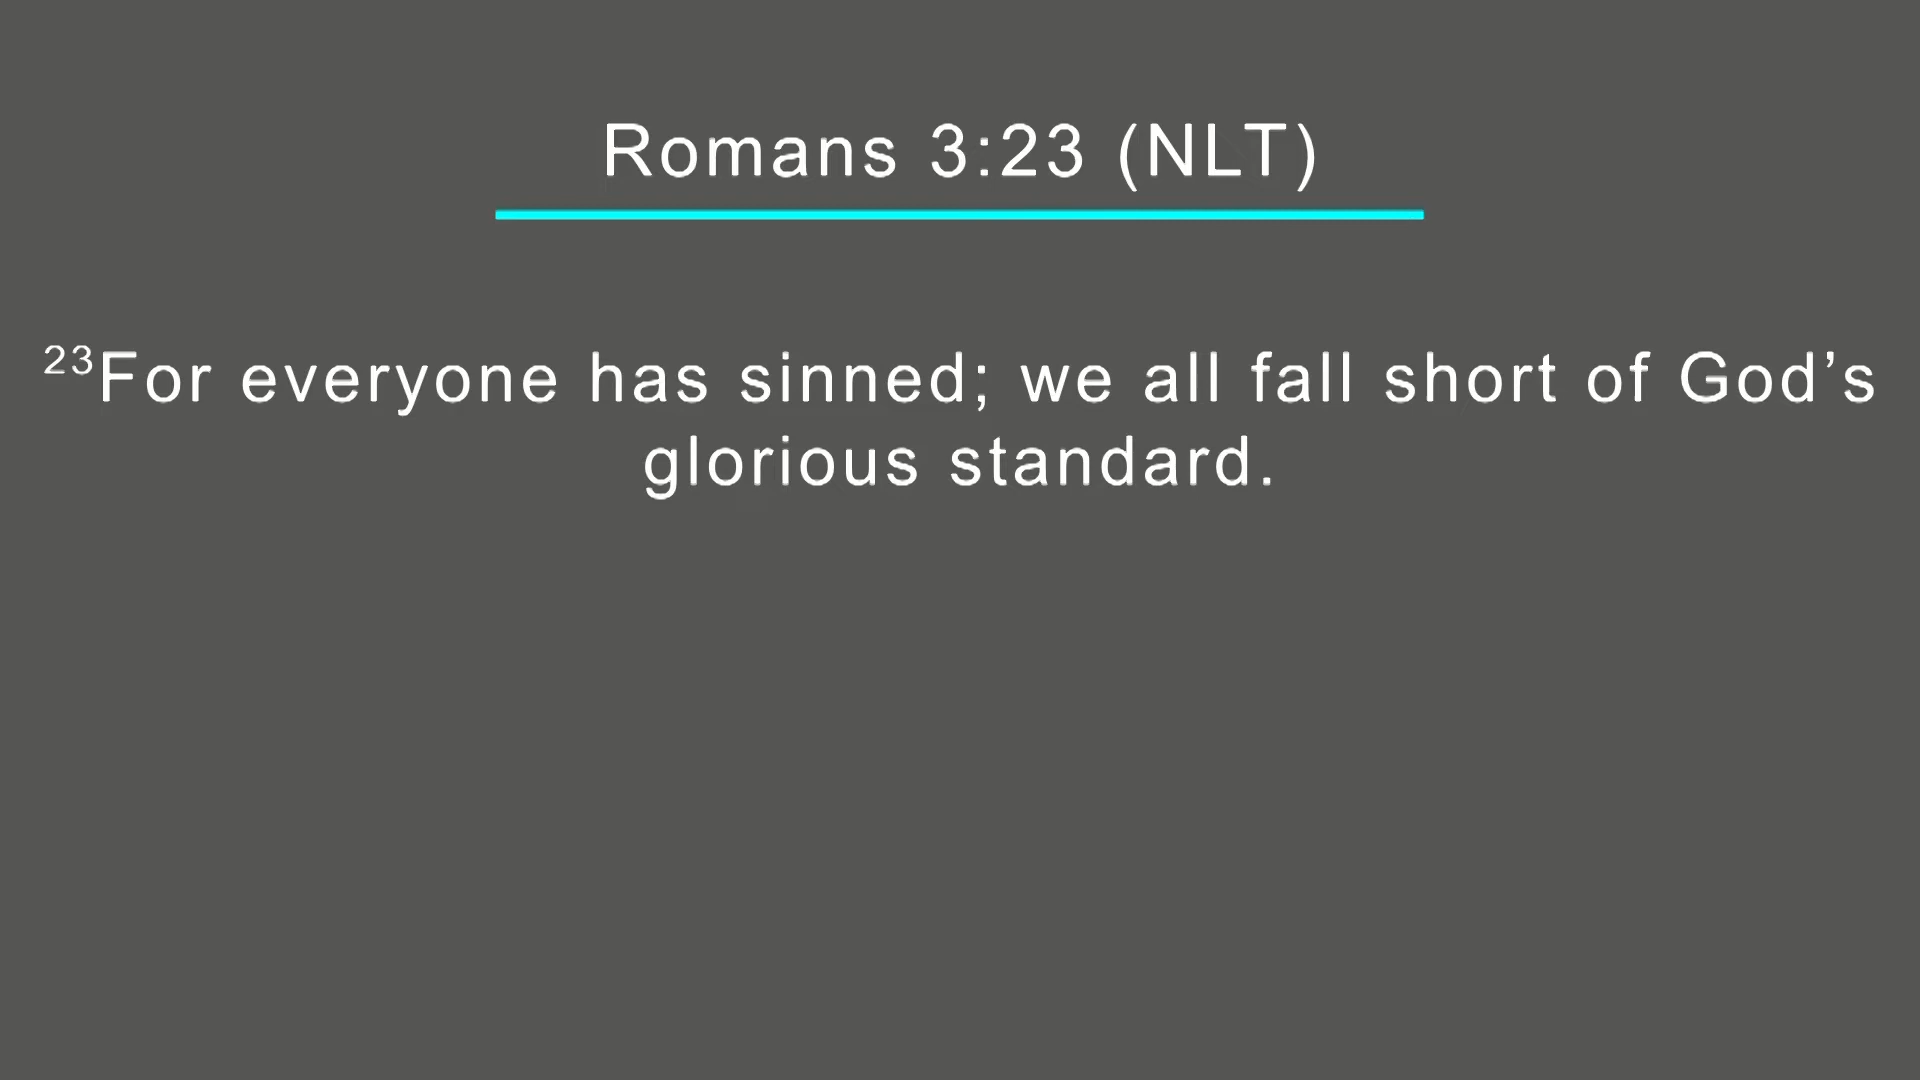 Romans 3:23 (NLT)
23For everyone has sinned; we all fall short of God’s
glorious standard.